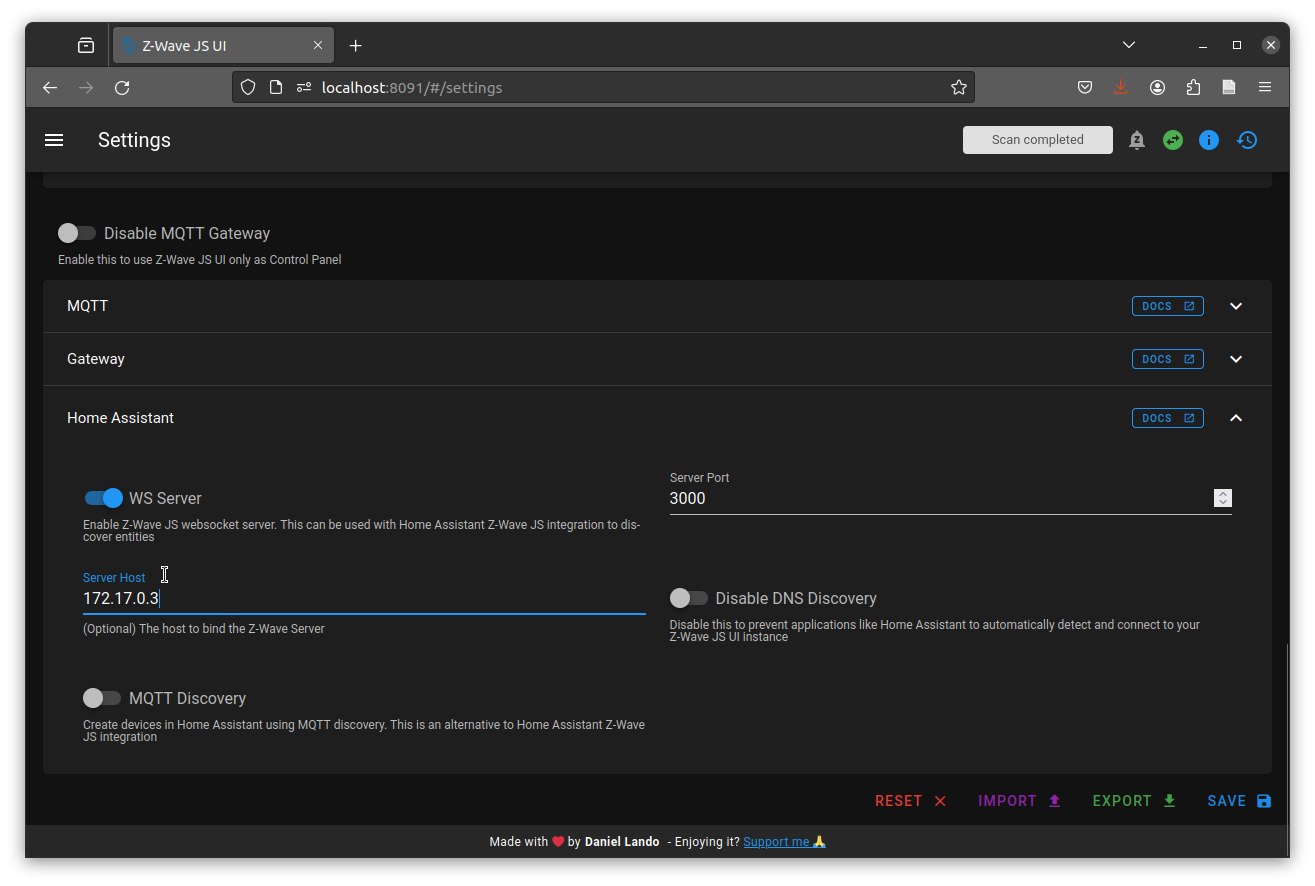 Z-Wave JS UI
localhost:8091/#/settings
Settings
Scan completed
Disable MQTT Gateway
Enable this to use Z-Wave JS UI only as Control Panel
MQTT
DOCS
Gateway
DOCS
Home Assistant
DOCS
WS Server
Enable Z-Wave JS websocket server. This can be used with Home Assistant Z-Wave JS integration to dis-
cover entities
Server Port
3000
Server Host
172.17.0.3
(Optional) The host to bind the Z-Wave Server
Disable DNS Discovery
Disable this to prevent applications like Home Assistant to automatically detect and connect to your
Z-Wave JS UI instance
MQTT Discovery
Create devices in Home Assistant using MQTT discovery. This is an alternative to Home Assistant Z-Wave
JS integration
RESET
IMPORT
EXPORT
SAVE
Made with ❤️ by Daniel Lando - Enjoying it? Support me 🙏